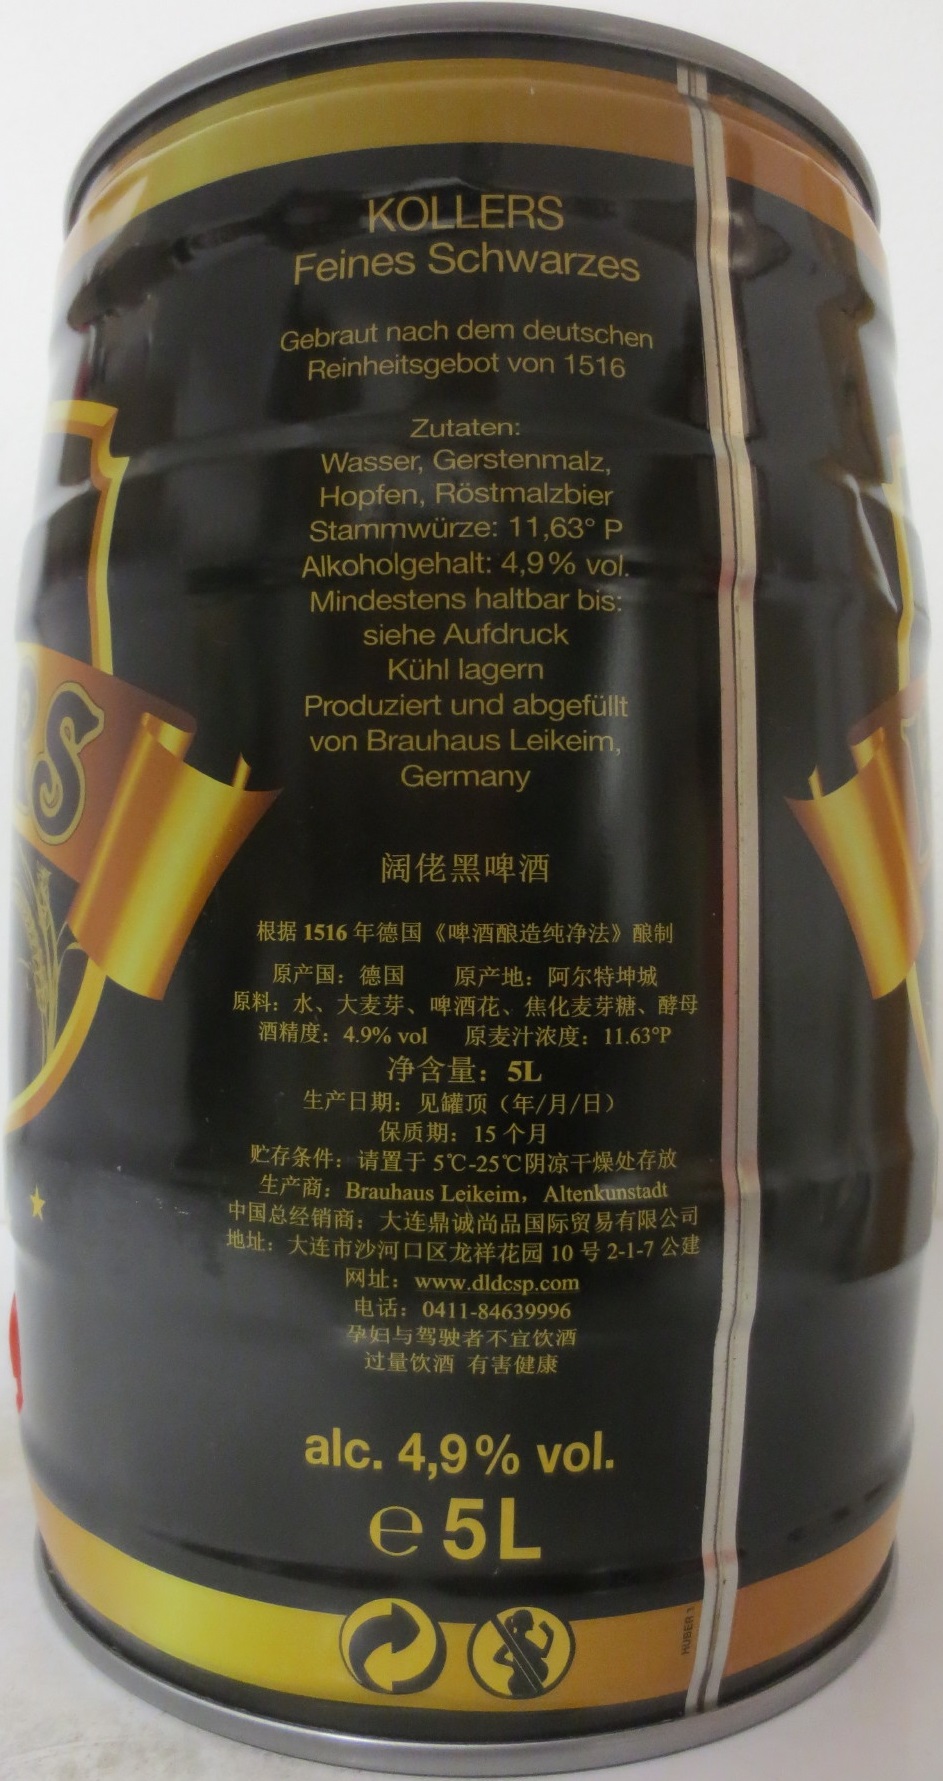 KOLLERS
Feines Schwarzes
Gebraut nach dem deutschen
Reinheitsgebot von 1516
Zutaten:
Wasser, Gerstenmalz,
Hopfen, Röstmalzbier
Stammwürze: 11,63° P
Alkoholgehalt: 4,9% vol.
Mindestens haltbar bis:
siehe Aufdruck
Kühl lagern
Produziert und abgefüllt
von Brauhaus Leikeim,
Germany
阔佬黑啤酒
根据 1516 年德国《啤酒酿造纯净法》酿制
原产国：德国 原产地：阿尔特坤城
原料：水、大麦芽、啤酒花、焦化麦芽糖、酵母
酒精度：4.9% vol 原麦汁浓度：11.63°P
净含量：5L
生产日期：见罐顶（年/月/日）
保质期：15 个月
贮存条件：请置于 5℃-25℃阴凉干燥处存放
生产商：Brauhaus Leikeim，Altenkunstadt
中国总经销商：大连鼎诚尚品国际贸易有限公司
地址：大连市沙河口区龙祥花园 10 号 2-1-7 公建
网址：www.dldcsp.com
电话：0411-84639996
孕妇与驾驶者不宜饮酒
过量饮酒 有害健康
alc. 4,9% vol.
℮ 5L
HUBER 1
RS